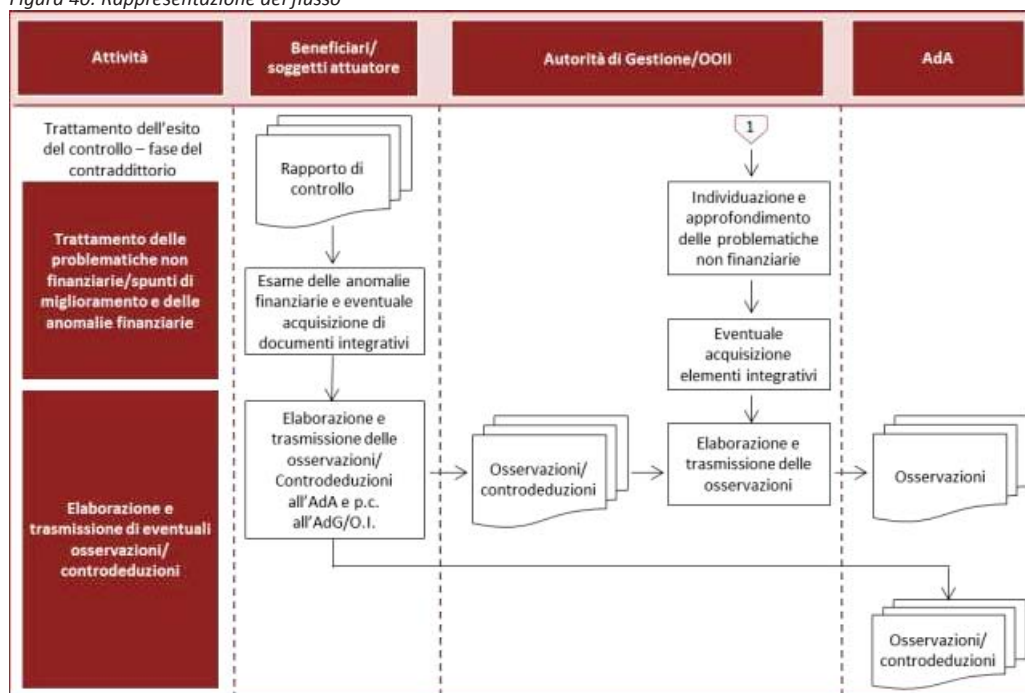 Figura 46: Rappresentazione del flusso
Attività
Beneficiari/
soggetti attuatore
Autorità di Gestione/OOII
AdA
Trattamento dell'esito
del controllo – fase del
contraddittorio
Trattamento delle
problematiche non
finanziarie/spunti di
miglioramento e delle
anomalie finanziarie
Rapporto di
controllo
1
Individuazione e
approfondimento
delle problematiche
non finanziarie
Esame delle anomalie
finanziarie e eventuale
acquisizione di
documenti integrativi
Eventuale
acquisizione
elementi integrativi
Elaborazione e
trasmissione di eventuali
osservazioni/
controdeduzioni
Elaborazione e
trasmissione delle
osservazioni/
Controdeduzioni
all'AdA e p.c.
all'AdG/O.I.
Osservazioni/
controdeduzioni
Elaborazione e
trasmissione delle
osservazioni
Osservazioni
Osservazioni/
controdeduzioni